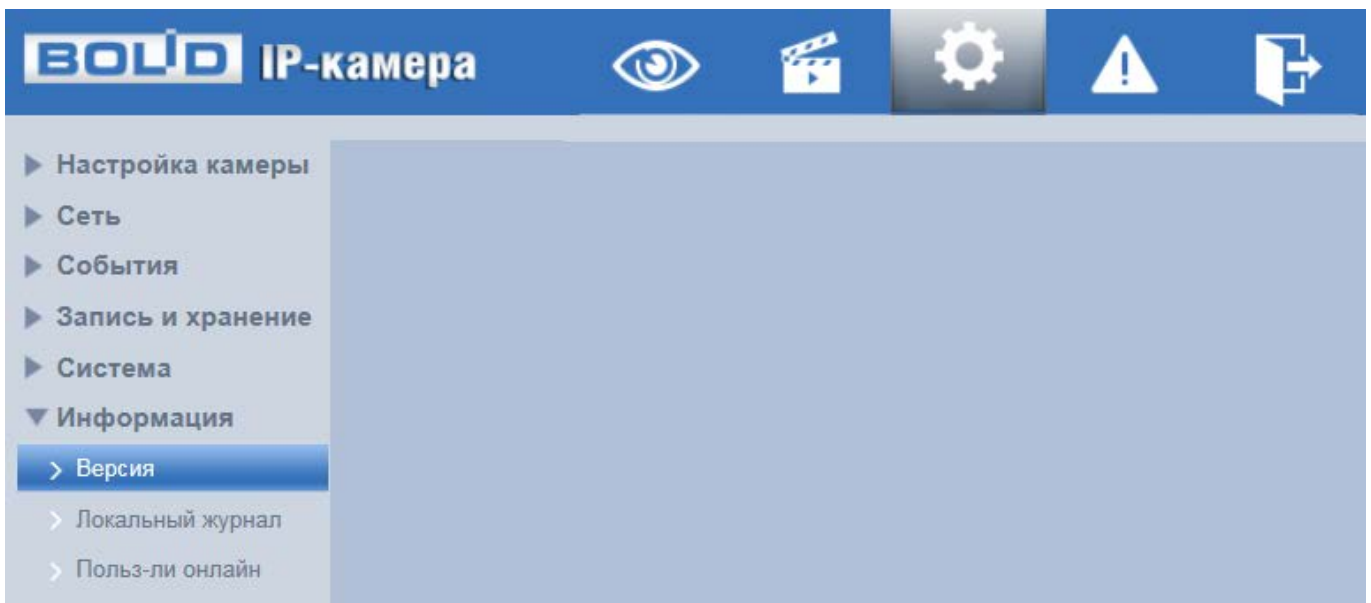 BOLID IP-камера
Настройка камеры
Сеть
События
Запись и хранение
Система
Информация
Версия
Локальный журнал
Польз-ли онлайн